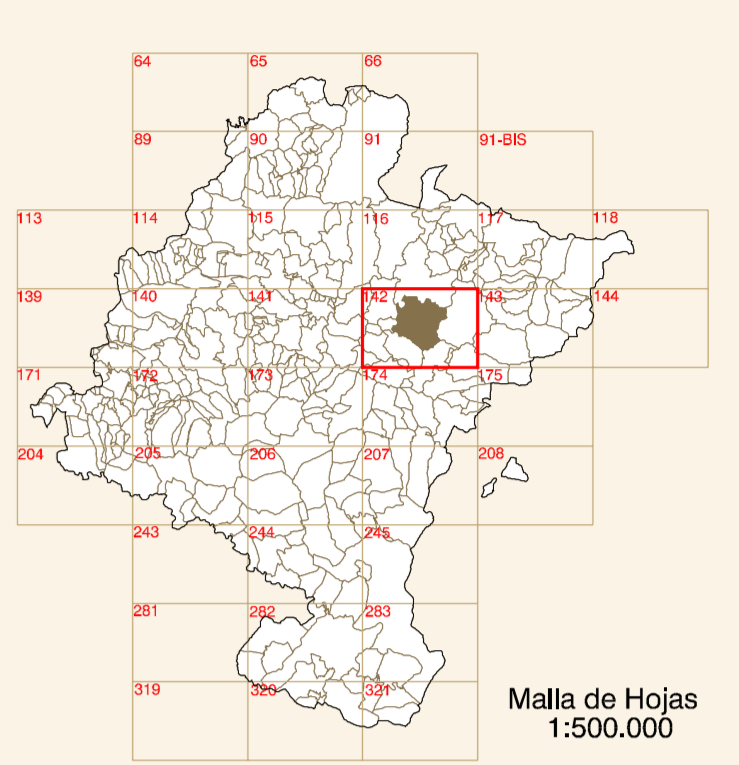 64 65 66
89 90 91 91-BIS
113 114 115 116 117 118
139 140 141 142 143 144
171 172 173 174 175
204 205 206 207 208
243 244 245
281 282 283
319 320 321
Malla de Hojas
1:500.000